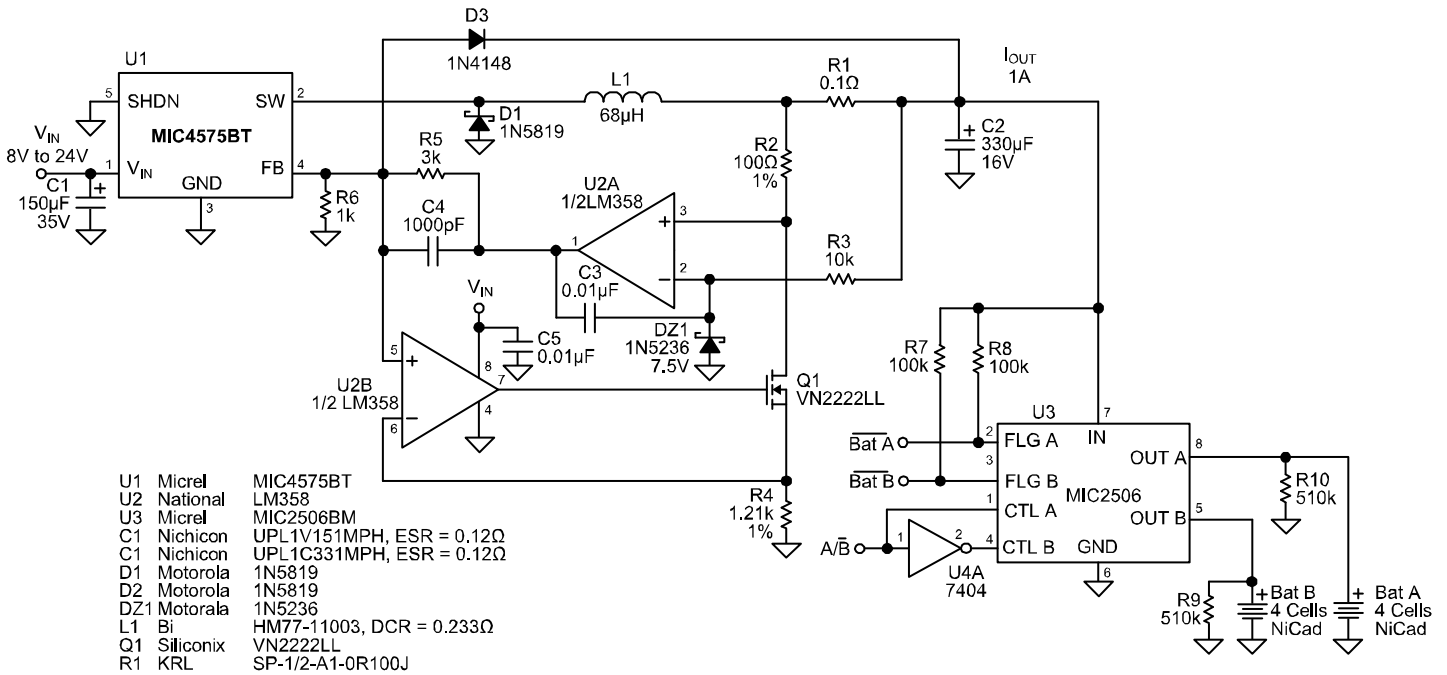 D3
1N4148
U1
5
SHDN
SW
2
MIC4575BT
VIN
8V to 24V
1
VIN
FB
4
GND
3
C1
150µF
35V
R6
1k
D1
1N5819
L1
68µH
R1
0.1Ω
IOUT
1A
C2
330µF
16V
R2
100Ω
1%
R5
3k
C4
1000pF
U2A
1/2LM358
1
+
3
−
2
R3
10k
C3
0.01µF
DZ1
1N5236
7.5V
VIN
C5
0.01µF
5
+
8
7
U2B
1/2 LM358
−
6
4
Q1
VN2222LL
R4
1.21k
1%
R7
100k
R8
100k
U3
7
IN
Bat A
2
FLG A
Bat B
3
FLG B
1
CTL A
MIC2506
OUT A
8
OUT B
5
A/B
1
2
U4A
7404
4
CTL B
GND
6
R10
510k
R9
510k
+
Bat B
4 Cells
NiCad
+
Bat A
4 Cells
NiCad
U1 Micrel MIC4575BT
U2 National LM358
U3 Micrel MIC2506BM
C1 Nichicon UPL1V151MPH, ESR = 0.12Ω
C1 Nichicon UPL1C331MPH, ESR = 0.12Ω
D1 Motorola 1N5819
D2 Motorola 1N5819
DZ1 Motorala 1N5236
L1 Bi HM77-11003, DCR = 0.233Ω
Q1 Siliconix VN2222LL
R1 KRL SP-1/2-A1-0R100J